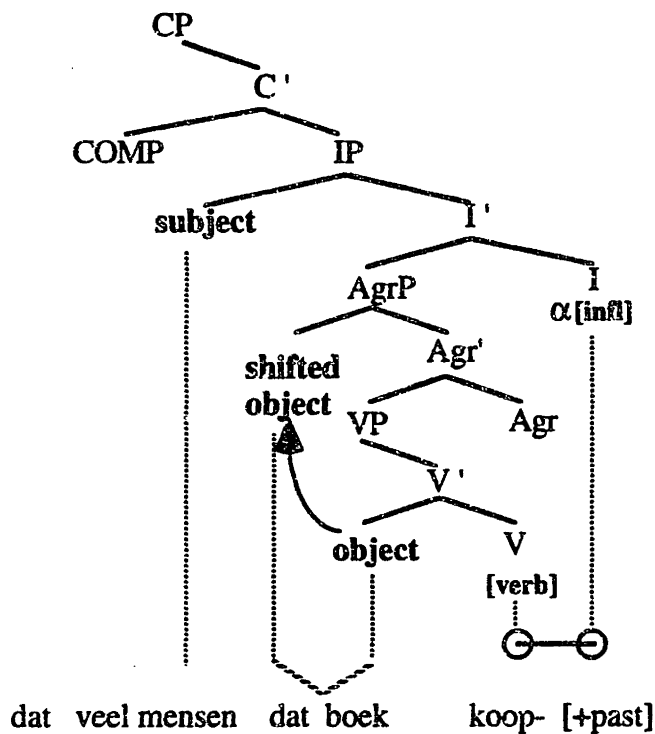 CP
C '
COMP IP
subject I '
AgrP I
α[infl]
shifted Agr'
object VP Agr
V '
object V
[verb]
dat veel mensen dat boek koop- [+past]